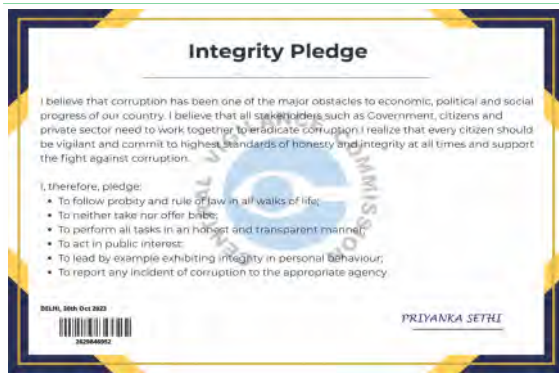 Integrity Pledge
I believe that corruption has been one of the major obstacles to economic, political and social
progress of our country. I believe that all stakeholders such as Government, citizens and
private sector need to work together to eradicate corruption.I realize that every citizen should
be vigilant and commit to highest standards of honesty and integrity at all times and support
the fight against corruption.
I, therefore, pledge:
• To follow probity and rule of law in all walks of life;
• To neither take nor offer bribe;
• To perform all tasks in an honest and transparent manner;
• To act in public interest;
• To lead by example exhibiting integrity in personal behaviour;
• To report any incident of corruption to the appropriate agency.
CENTRAL VIGILANCE COMMISSION
DELHI, 30th Oct 2023
PRIYANKA SETHI